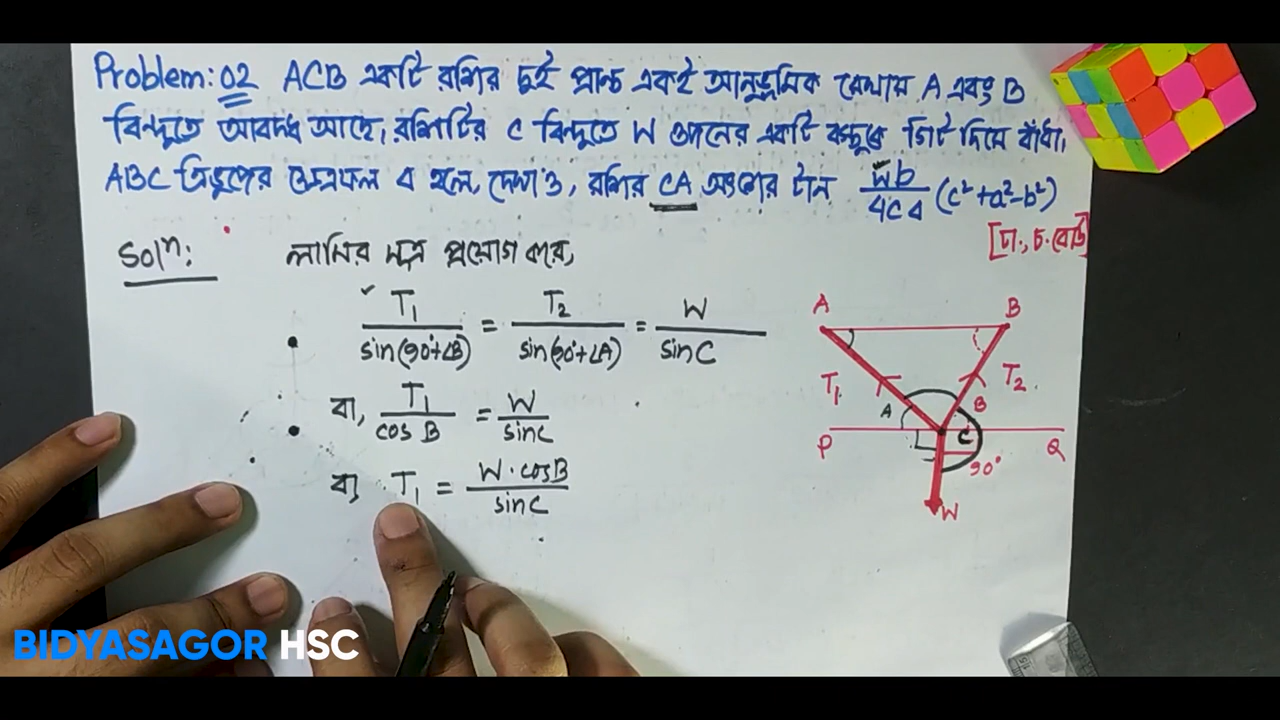 Problem: 02 ACB একটি রশির দুই প্রান্ত একই আনুভূমিক রেখায় A এবং B
বিন্দুতে আবদ্ধ আছে, রশিটির C বিন্দুতে W ওজনের একটি বস্তুকে গিট দিয়ে বাঁধা,
ABC ত্রিভুজের ক্ষেত্রফল ∆ হলে, দেখাও, রশির CA অংশের টান Wb/4c∆ (c²+a²-b²)
[ঢা:, চ. বোর্ড]
Solⁿ: লামির সূত্র প্রয়োগ করে,
T₁/sin(90°+∠B) = T₂/sin(90°+∠A) = W/sinC
বা, T₁/cos B = W/sinC
বা, T₁ = W·cosB/sinC
A B
T₁ T₂
A B
P C Q
90°
W
BIDYASAGOR HSC